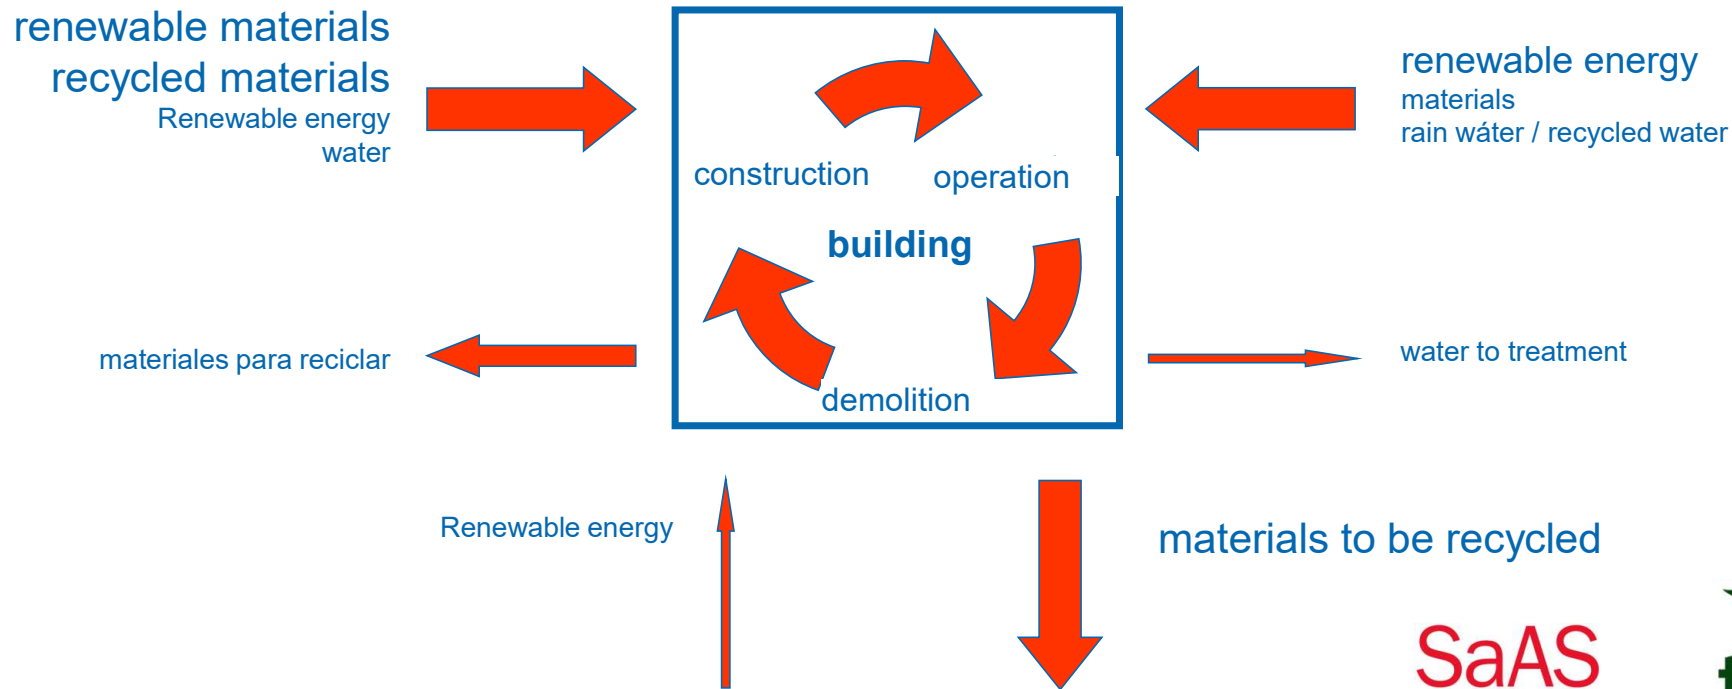 renewable materials
recycled materials
Renewable energy
water
renewable energy
materials
rain wáter / recycled water
construction
operation
building
demolition
materiales para reciclar
water to treatment
Renewable energy
materials to be recycled
SaAS